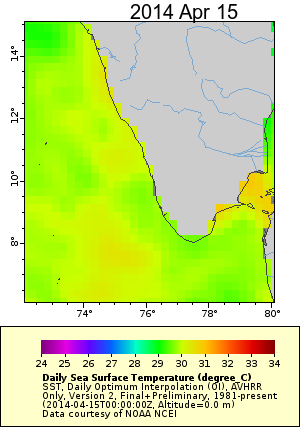 2014 Apr 15
14°
12°
10°
8°
74° 76° 78° 80°
24 25 26 27 28 29 30 31 32 33 34
Daily Sea Surface Temperature (degree_C)
SST, Daily Optimum Interpolation (OI), AVHRR
Only, Version 2, Final+Preliminary, 1981-present
(2014-04-15T00:00:00Z, Altitude=0.0 m)
Data courtesy of NOAA NCEI